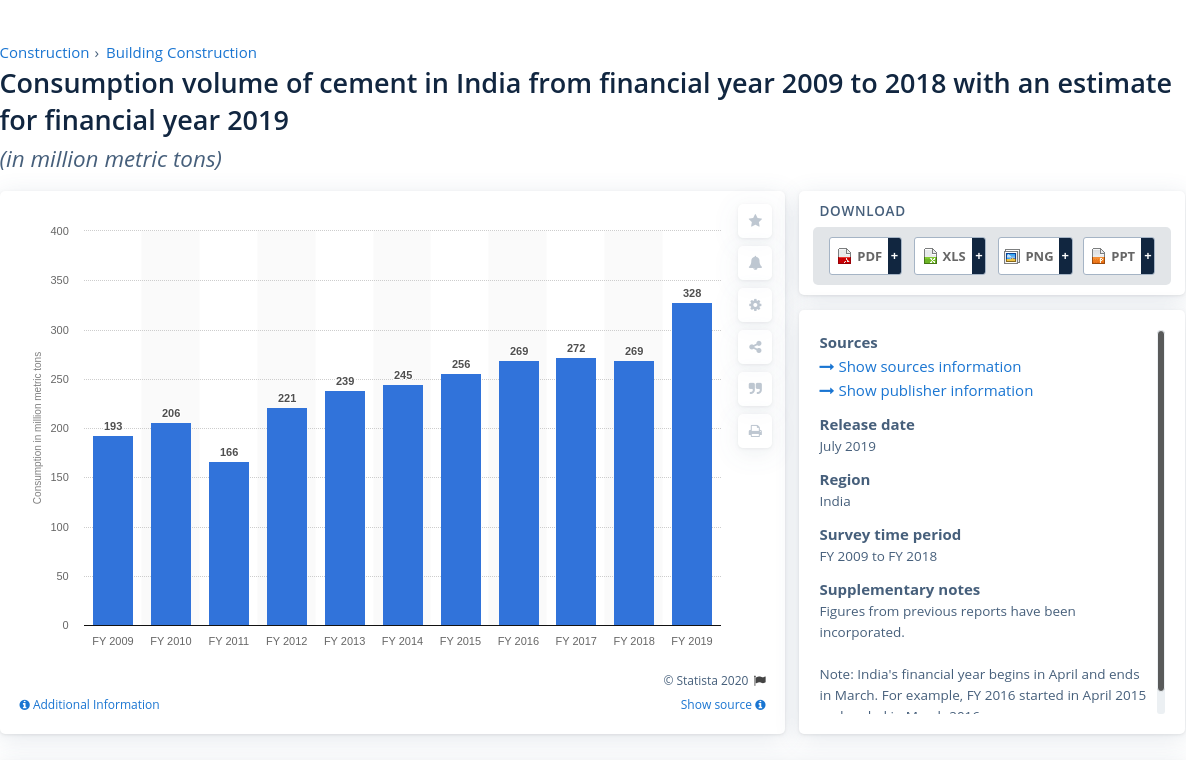 Construction › Building Construction
Consumption volume of cement in India from financial year 2009 to 2018 with an estimate
for financial year 2019
(in million metric tons)
400
350
300
250
200
150
100
50
0
Consumption in million metric tons
193
206
166
221
239
245
256
269
272
269
328
FY 2009 FY 2010 FY 2011 FY 2012 FY 2013 FY 2014 FY 2015 FY 2016 FY 2017 FY 2018 FY 2019
© Statista 2020
Additional Information
Show source
DOWNLOAD
PDF + XLS + PNG + PPT +
Sources
Show sources information
Show publisher information
Release date
July 2019
Region
India
Survey time period
FY 2009 to FY 2018
Supplementary notes
Figures from previous reports have been
incorporated.
Note: India's financial year begins in April and ends
in March. For example, FY 2016 started in April 2015